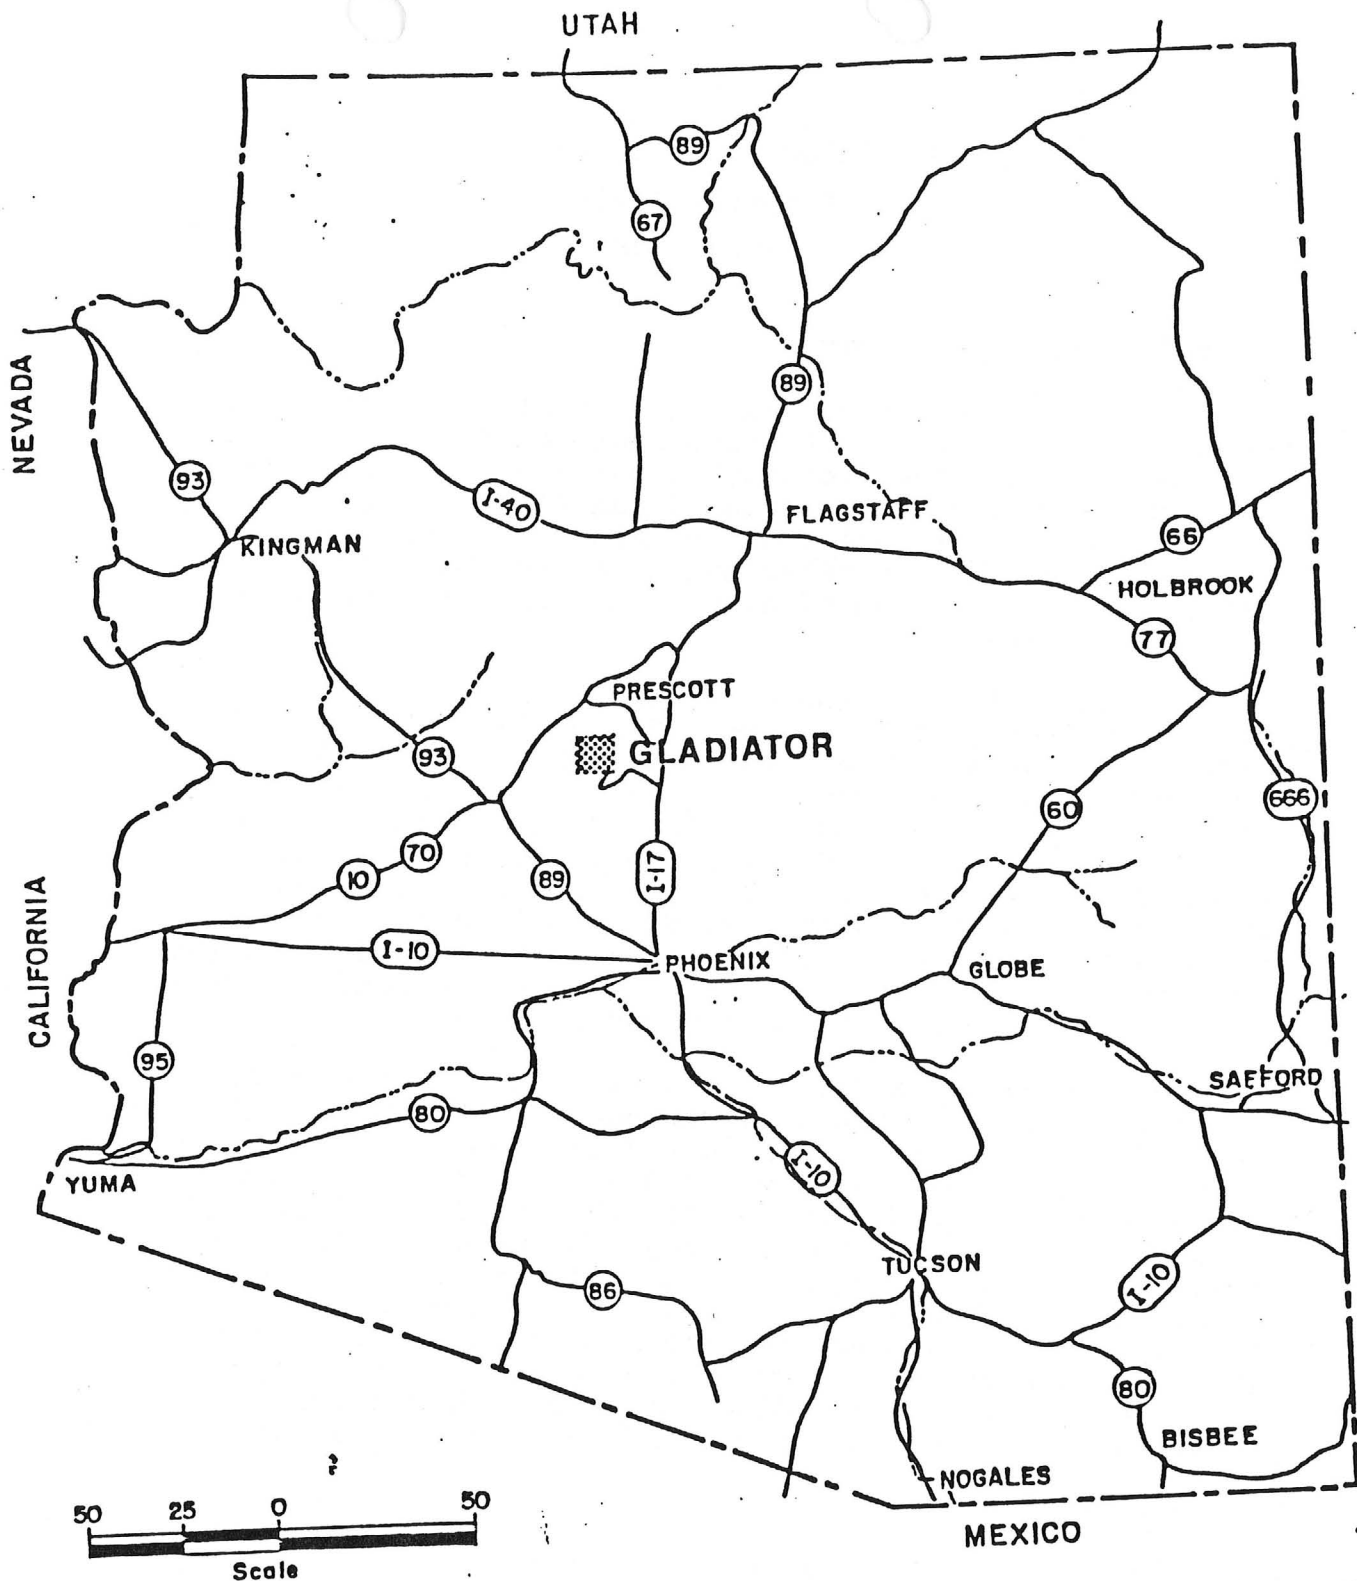 UTAH
89
67
NEVADA
89
93
I-40
FLAGSTAFF
KINGMAN
66
HOLBROOK
77
PRESCOTT
GLADIATOR
93
666
60
70
10
89
I-17
CALIFORNIA
I-10
PHOENIX
GLOBE
95
SAFFORD
80
YUMA
I-10
TUCSON
I-10
86
80
BISBEE
NOGALES
50 25 0 50
MEXICO
Scale